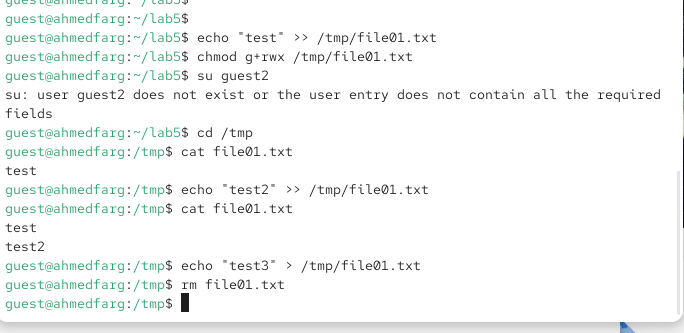 guest@ahmedfarg:~/lab5$
guest@ahmedfarg:~/lab5$
guest@ahmedfarg:~/lab5$ echo "test" >> /tmp/file01.txt
guest@ahmedfarg:~/lab5$ chmod g+rwx /tmp/file01.txt
guest@ahmedfarg:~/lab5$ su guest2
su: user guest2 does not exist or the user entry does not contain all the required
fields
guest@ahmedfarg:~/lab5$ cd /tmp
guest@ahmedfarg:/tmp$ cat file01.txt
test
guest@ahmedfarg:/tmp$ echo "test2" >> /tmp/file01.txt
guest@ahmedfarg:/tmp$ cat file01.txt
test
test2
guest@ahmedfarg:/tmp$ echo "test3" > /tmp/file01.txt
guest@ahmedfarg:/tmp$ rm file01.txt
guest@ahmedfarg:/tmp$